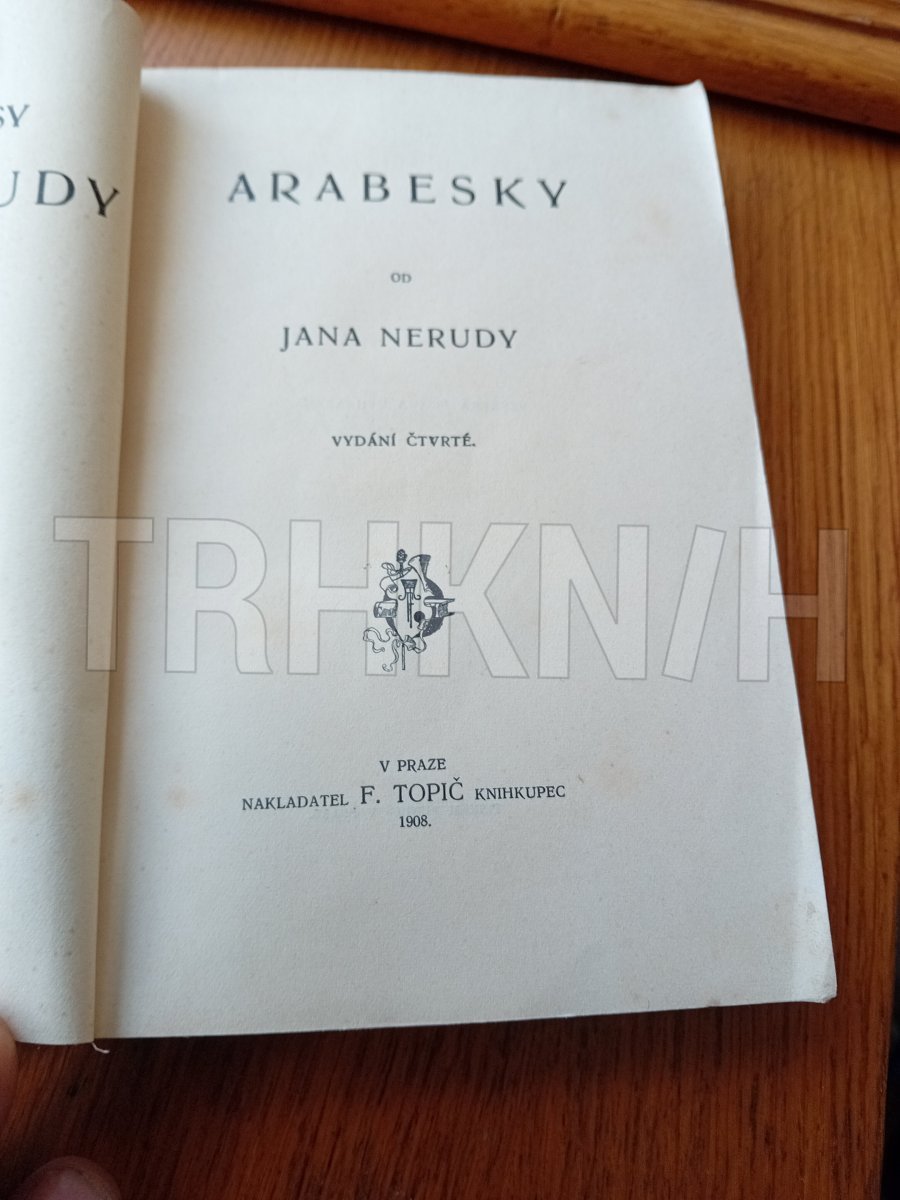 SY
UDY
ARABESKY
OD
JANA NERUDY
VYDÁNÍ ČTVRTÉ.
TRHKNIH
V PRAZE
NAKLADATEL F. TOPIČ KNIHKUPEC
1908.